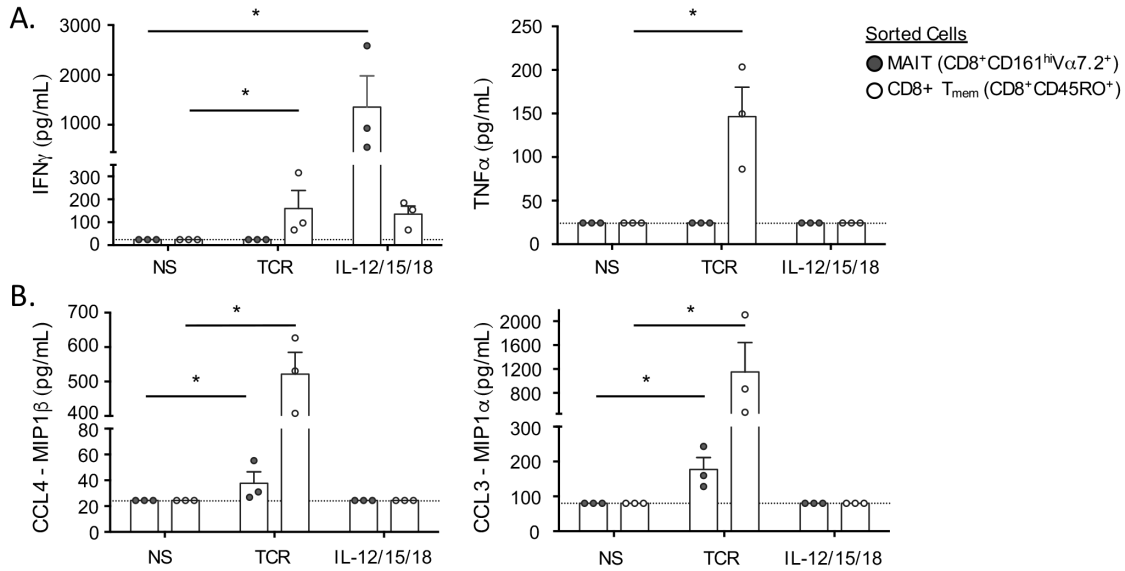 A.
IFNγ (pg/mL)
3000
2000
1000
300
200
100
0
*
*
NS
TCR
IL-12/15/18
TNFα (pg/mL)
250
200
150
100
50
0
*
NS
TCR
IL-12/15/18
Sorted Cells
MAIT (CD8⁺CD161ʰⁱVα7.2⁺)
CD8+ Tmem (CD8⁺CD45RO⁺)
B.
CCL4 - MIP1β (pg/mL)
700
600
500
400
80
60
40
20
0
*
*
NS
TCR
IL-12/15/18
CCL3 - MIP1α (pg/mL)
2000
1600
1200
800
300
200
100
0
*
*
NS
TCR
IL-12/15/18